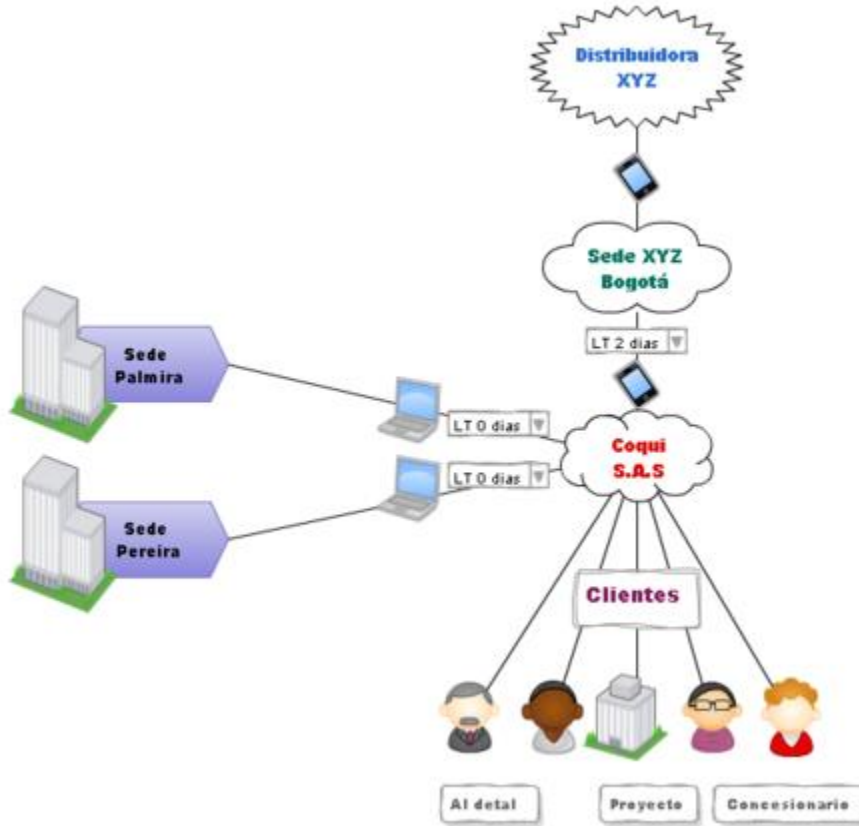 Distribuidora
XYZ
Sede XYZ
Bogotá
LT 2 dias
Sede
Palmira
LT 0 dias
Coqui
S.A.S
LT 0 dias
Sede
Pereira
Clientes
Al detal
Proyecto
Concesionario